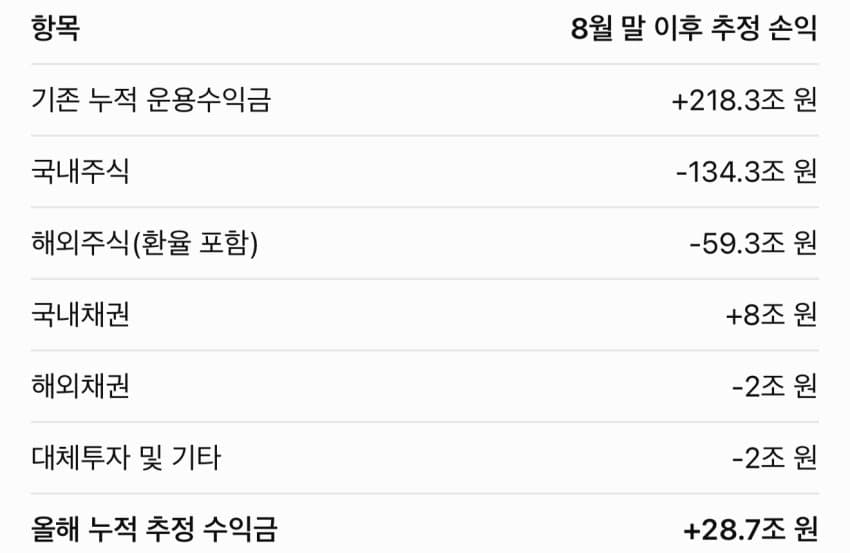 항목 8월 말 이후 추정 손익
기존 누적 운용수익금 +218.3조 원
국내주식 -134.3조 원
해외주식(환율 포함) -59.3조 원
국내채권 +8조 원
해외채권 -2조 원
대체투자 및 기타 -2조 원
올해 누적 추정 수익금 +28.7조 원